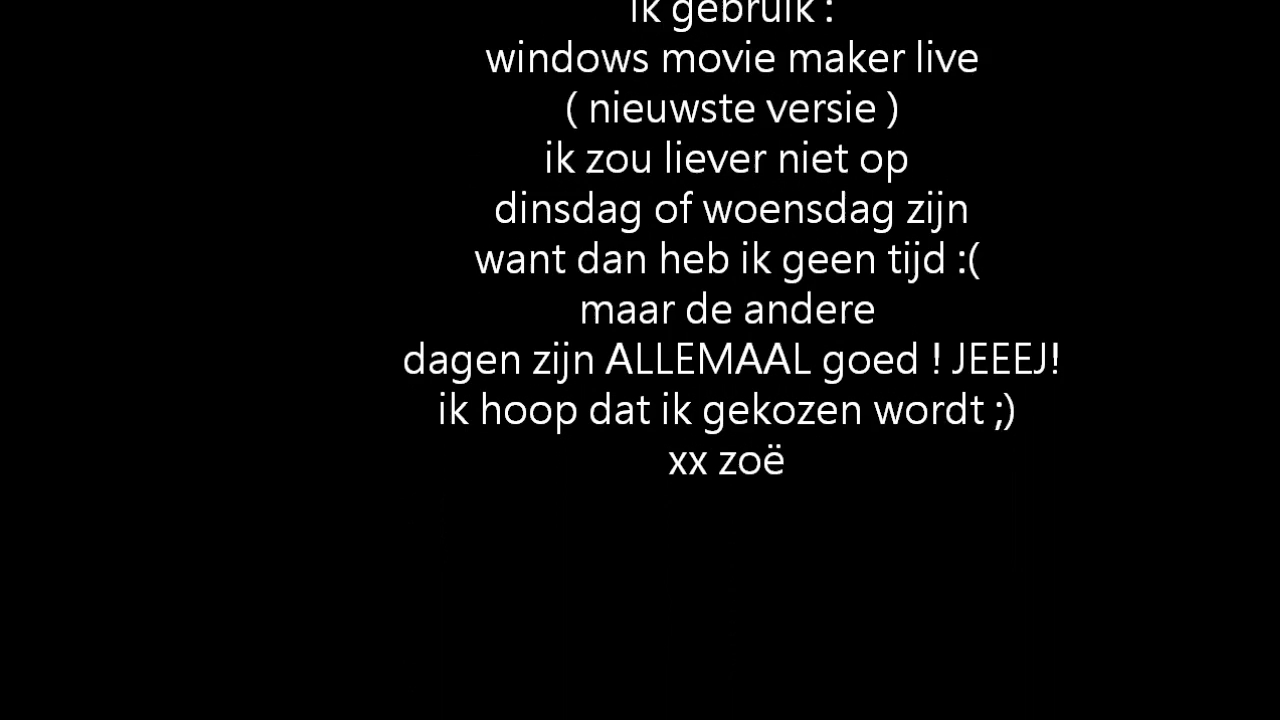 ik gebruik :
windows movie maker live
( nieuwste versie )
ik zou liever niet op
dinsdag of woensdag zijn
want dan heb ik geen tijd :(
maar de andere
dagen zijn ALLEMAAL goed ! JEEEJ!
ik hoop dat ik gekozen wordt ;)
xx zoë